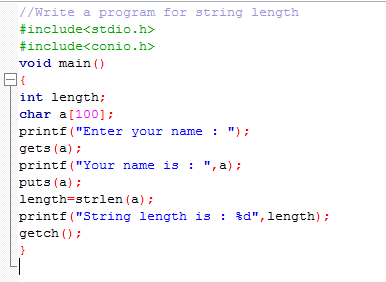 //Write a program for string length
#include<stdio.h>
#include<conio.h>
void main()
{
int length;
char a[100];
printf("Enter your name : ");
gets(a);
printf("Your name is : ",a);
puts(a);
length=strlen(a);
printf("String length is : %d",length);
getch();
}